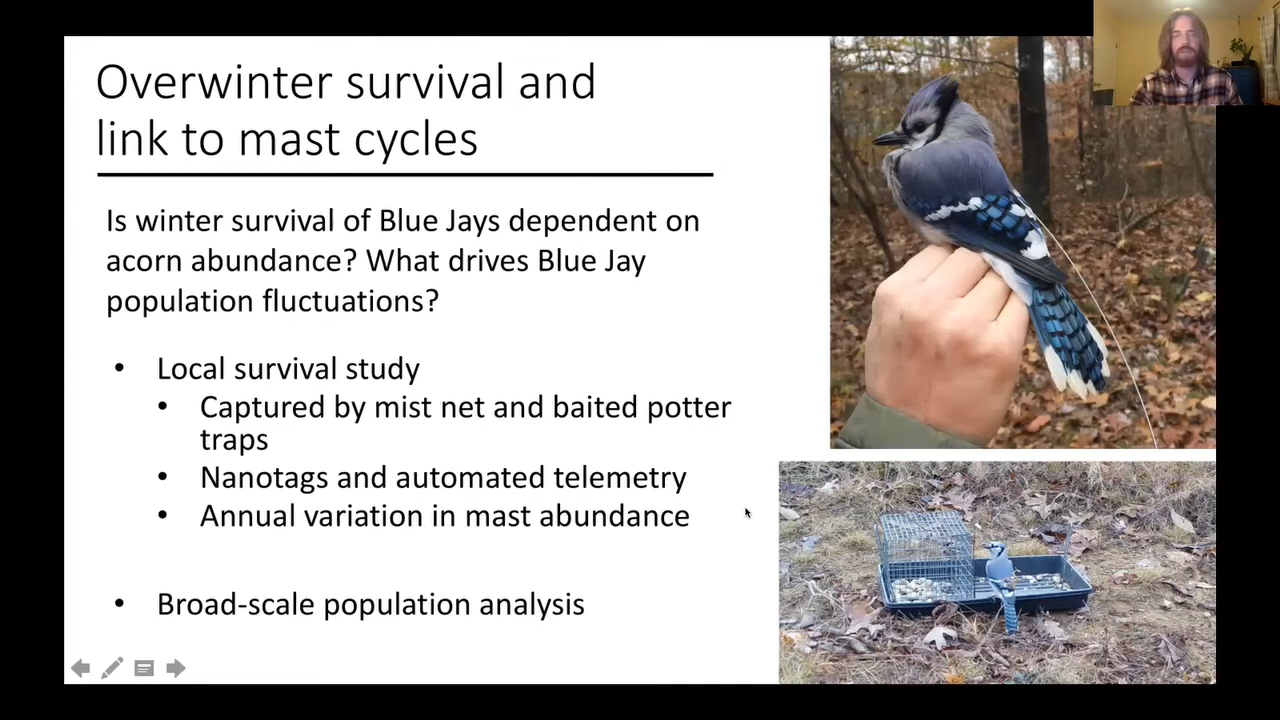 Overwinter survival and
link to mast cycles
Is winter survival of Blue Jays dependent on
acorn abundance? What drives Blue Jay
population fluctuations?
• Local survival study
• Captured by mist net and baited potter
traps
• Nanotags and automated telemetry
• Annual variation in mast abundance
• Broad-scale population analysis